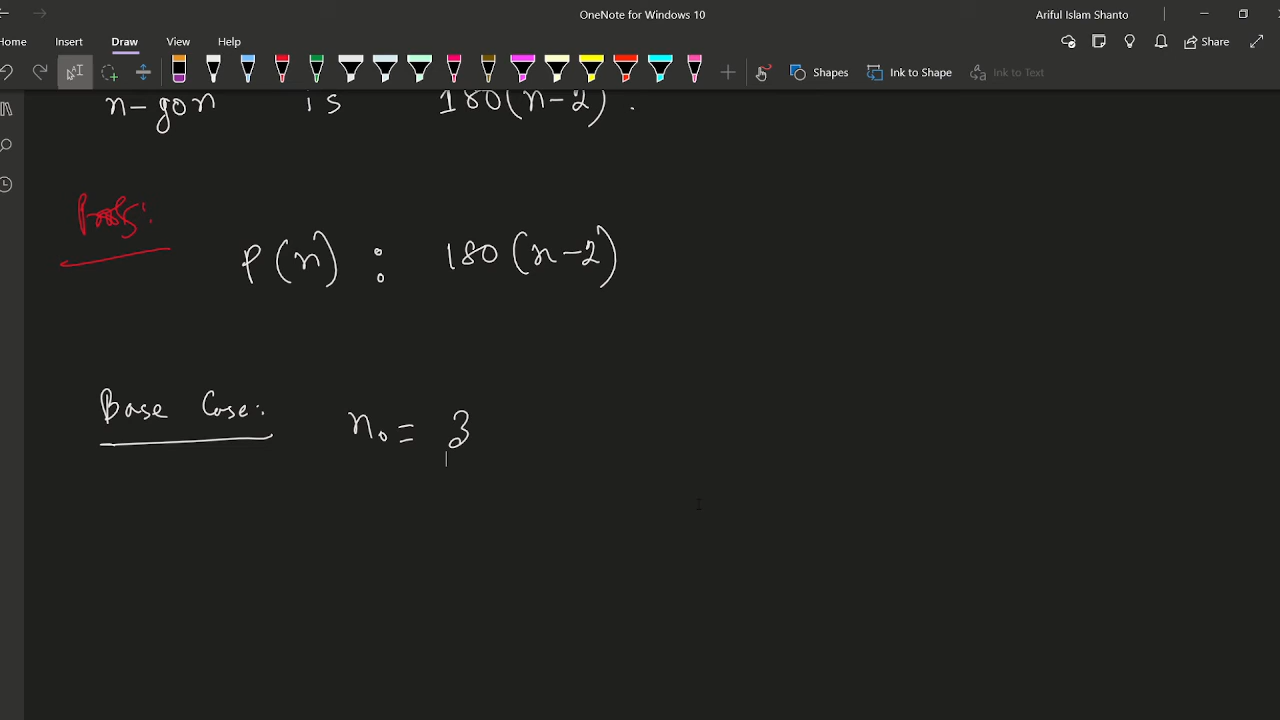 OneNote for Windows 10
Ariful Islam Shanto
Home Insert Draw View Help
Share
Shapes
Ink to Shape
Ink to Text
n-gon is 180(n-2).
P(n) : 180(n-2)
Base Case: n₀ = 3